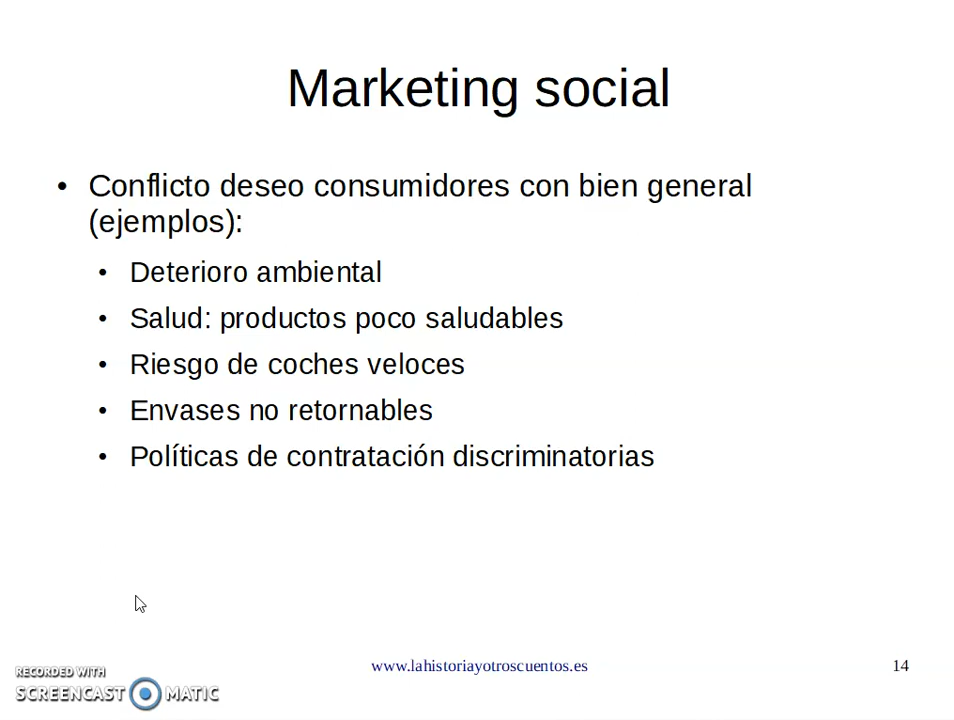 Marketing social
• Conflicto deseo consumidores con bien general
(ejemplos):
• Deterioro ambiental
• Salud: productos poco saludables
• Riesgo de coches veloces
• Envases no retornables
• Políticas de contratación discriminatorias
www.lahistoriayotroscuentos.es
14
RECORDED WITH
SCREENCAST MATIC